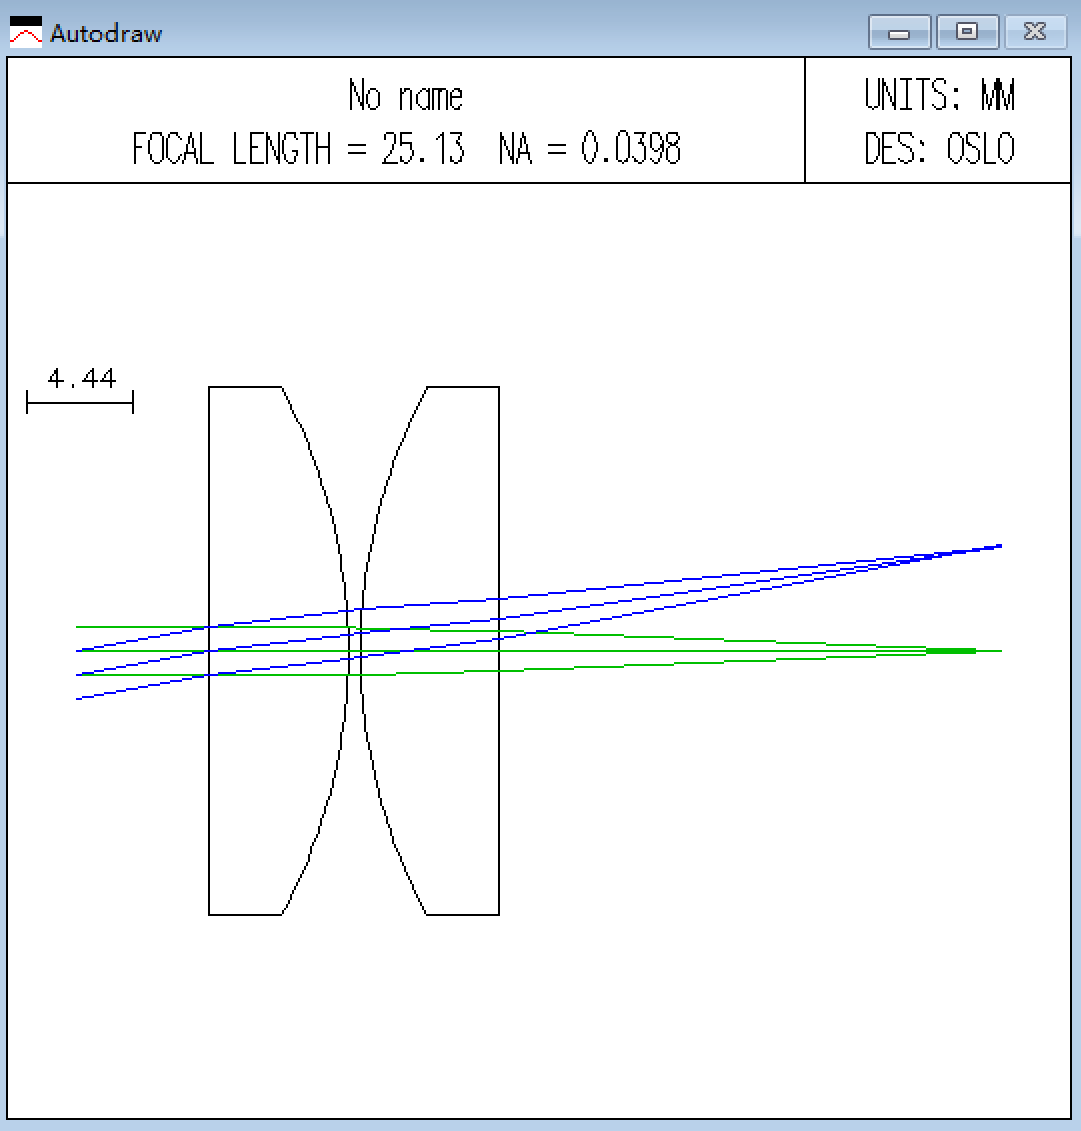 Autodraw
No name
FOCAL LENGTH = 25.13 NA = 0.0398
UNITS: MM
DES: OSLO
4.44